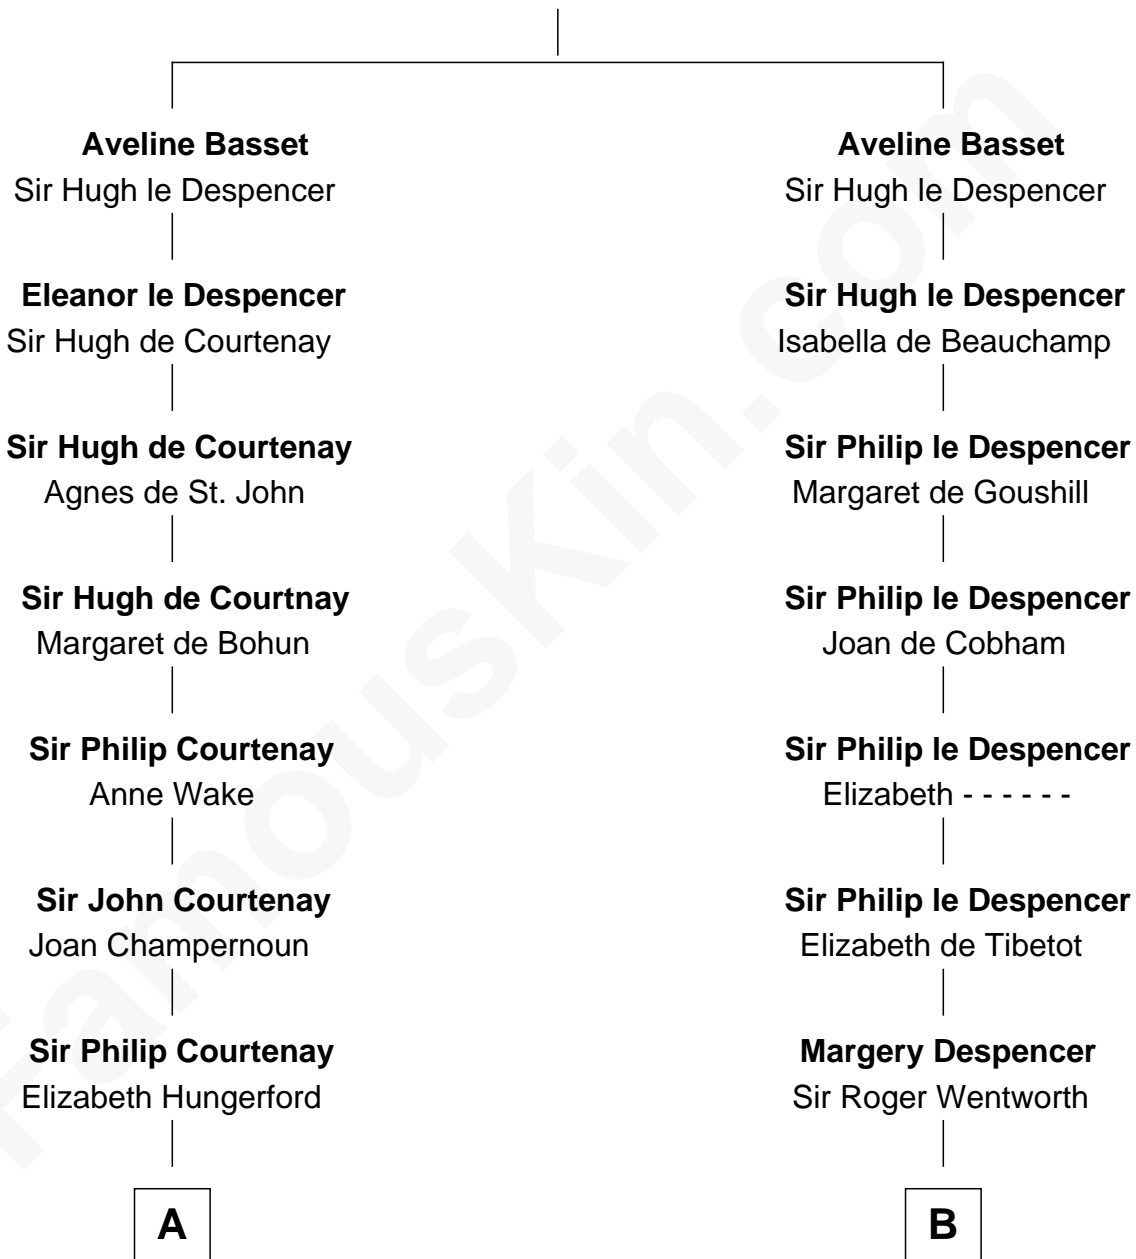 Aveline Basset
Sir Hugh le Despencer
Eleanor le Despencer
Sir Hugh de Courtenay
Sir Hugh de Courtenay
Agnes de St. John
Sir Hugh de Courtnay
Margaret de Bohun
Sir Philip Courtenay
Anne Wake
Sir John Courtenay
Joan Champernoun
Sir Philip Courtenay
Elizabeth Hungerford
A
Aveline Basset
Sir Hugh le Despencer
Sir Hugh le Despencer
Isabella de Beauchamp
Sir Philip le Despencer
Margaret de Goushill
Sir Philip le Despencer
Joan de Cobham
Sir Philip le Despencer
Elizabeth - - - - - -
Sir Philip le Despencer
Elizabeth de Tibetot
Margery Despencer
Sir Roger Wentworth
B
FamousKin.com